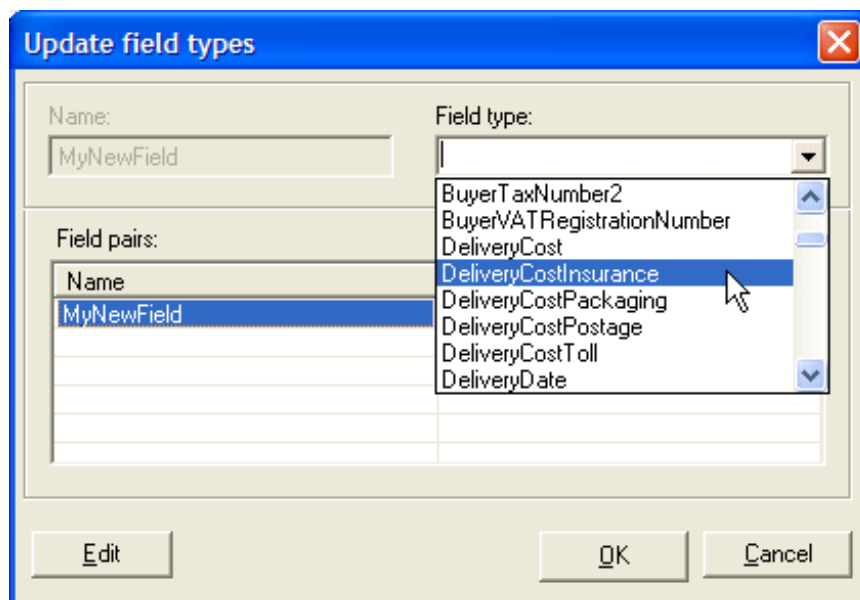 Update field types
Name:
Field type:
MyNewField
BuyerTaxNumber2
BuyerVATRegistrationNumber
DeliveryCost
DeliveryCostInsurance
DeliveryCostPackaging
DeliveryCostPostage
DeliveryCostToll
DeliveryDate
Field pairs:
Name
MyNewField
Edit
OK
Cancel